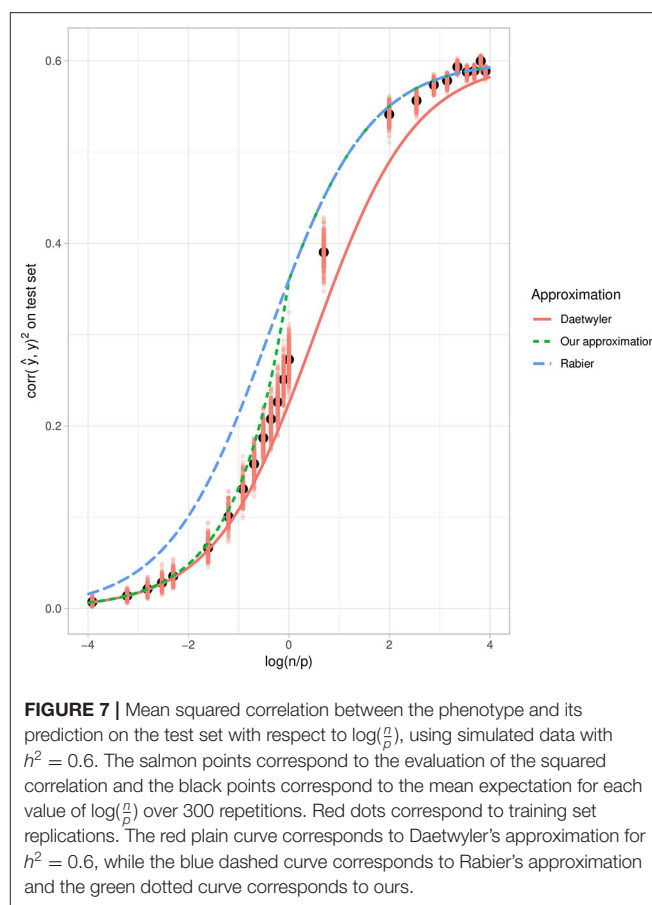 0.6
0.4
0.2
0.0
corr( ŷ, y)² on test set
−4
−2
0
2
4
log(n/p)
Approximation
Daetwyler
Our approximation
Rabier
FIGURE 7 | Mean squared correlation between the phenotype and its
prediction on the test set with respect to log(n/p), using simulated data with
h² = 0.6. The salmon points correspond to the evaluation of the squared
correlation and the black points correspond to the mean expectation for each
value of log(n/p) over 300 repetitions. Red dots correspond to training set
replications. The red plain curve corresponds to Daetwyler's approximation for
h² = 0.6, while the blue dashed curve corresponds to Rabier's approximation
and the green dotted curve corresponds to ours.